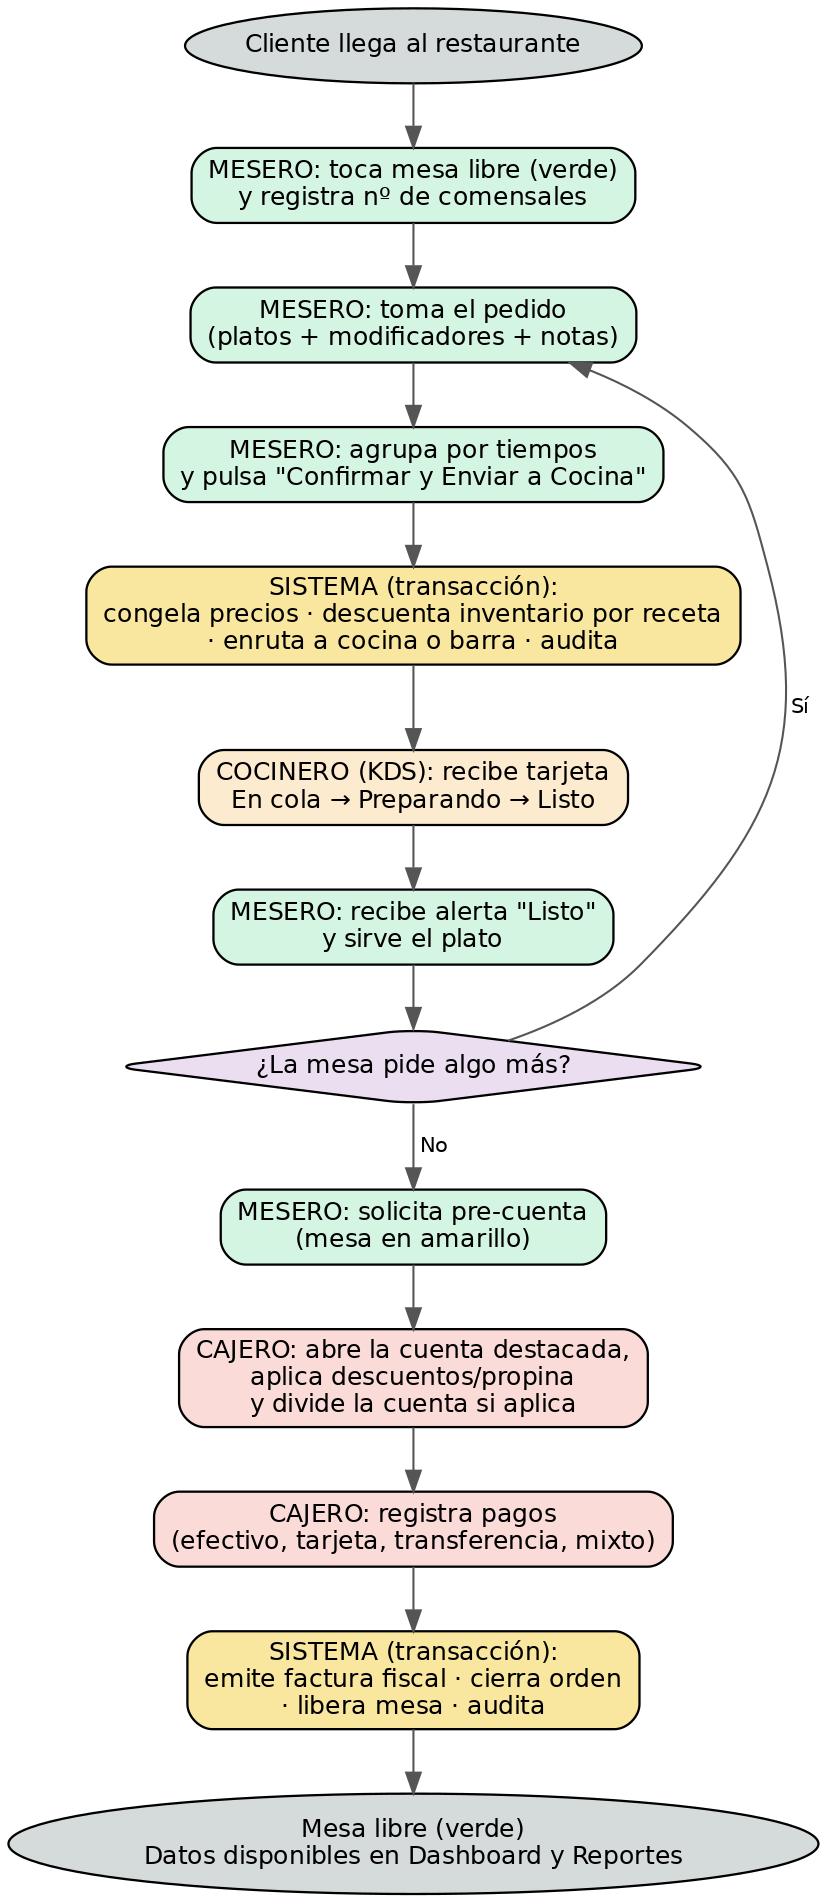 Cliente llega al restaurante
MESERO: toca mesa libre (verde)
y registra nº de comensales
MESERO: toma el pedido
(platos + modificadores + notas)
MESERO: agrupa por tiempos
y pulsa "Confirmar y Enviar a Cocina"
SISTEMA (transacción):
congela precios · descuenta inventario por receta
· enruta a cocina o barra · audita
Sí
COCINERO (KDS): recibe tarjeta
En cola → Preparando → Listo
MESERO: recibe alerta "Listo"
y sirve el plato
¿La mesa pide algo más?
No
MESERO: solicita pre-cuenta
(mesa en amarillo)
CAJERO: abre la cuenta destacada,
aplica descuentos/propina
y divide la cuenta si aplica
CAJERO: registra pagos
(efectivo, tarjeta, transferencia, mixto)
SISTEMA (transacción):
emite factura fiscal · cierra orden
· libera mesa · audita
Mesa libre (verde)
Datos disponibles en Dashboard y Reportes